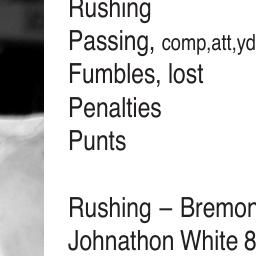 Rushing
Passing, comp,att,yd
Fumbles, lost
Penalties
Punts
Rushing – Bremon
Johnathon White 8